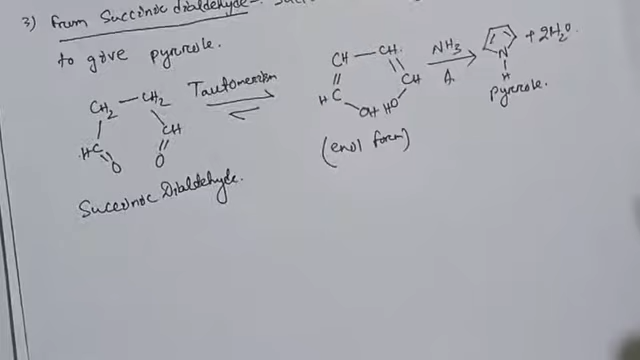 3) from Succinic dialdehyde:-
to give pyrrole.
CH2 — CH2
HC
O
CH
O
Tautomerism
CH — CH
HC
OH HO
CH
NH3
Δ
N
H
+ 2H2O.
pyrrole.
(enol form)
Succinic Dialdehyde.